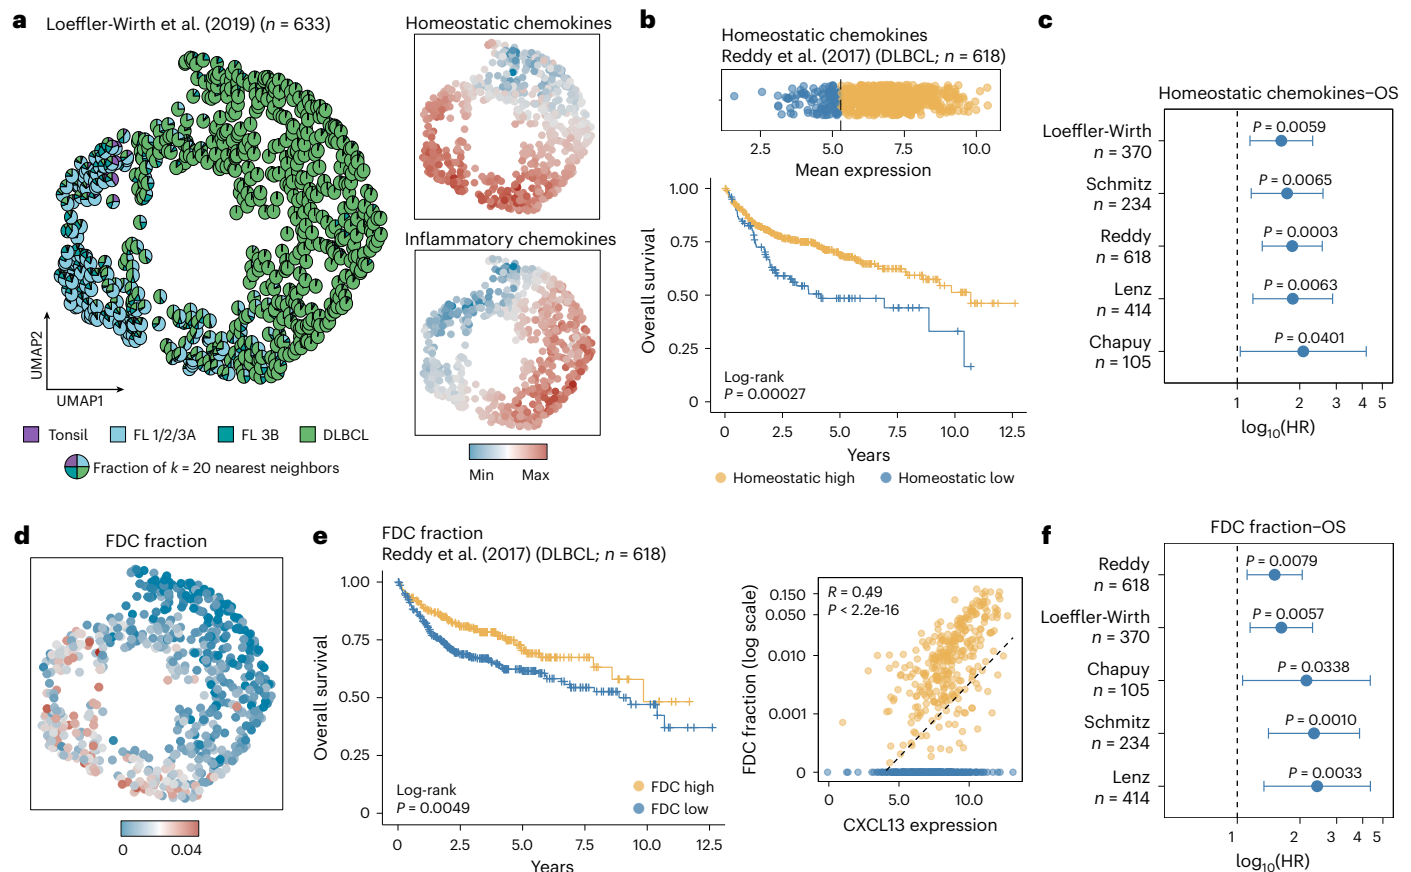 a
Loeffler-Wirth et al. (2019) (n = 633)
UMAP2
UMAP1
Tonsil
FL 1/2/3A
FL 3B
DLBCL
Fraction of k = 20 nearest neighbors
Homeostatic chemokines
Inflammatory chemokines
Min
Max
b
Homeostatic chemokines
Reddy et al. (2017) (DLBCL; n = 618)
2.5 5.0 7.5 10.0
Mean expression
1.00
0.75
0.50
0.25
0
Overall survival
Log-rank
P = 0.00027
0 2.5 5.0 7.5 10.0 12.5
Years
Homeostatic high
Homeostatic low
c
Homeostatic chemokines–OS
Loeffler-Wirth
n = 370
P = 0.0059
Schmitz
n = 234
P = 0.0065
Reddy
n = 618
P = 0.0003
Lenz
n = 414
P = 0.0063
Chapuy
n = 105
P = 0.0401
1 2 3 4 5
log10(HR)
d
FDC fraction
0 0.04
e
FDC fraction
Reddy et al. (2017) (DLBCL; n = 618)
1.00
0.75
0.50
0.25
0
Overall survival
Log-rank
P = 0.0049
FDC high
FDC low
0 2.5 5.0 7.5 10.0 12.5
Years
R = 0.49
P < 2.2e-16
0.150
0.050
0.010
0.001
0
FDC fraction (log scale)
0 5.0 10.0
CXCL13 expression
f
FDC fraction–OS
Reddy
n = 618
P = 0.0079
Loeffler-Wirth
n = 370
P = 0.0057
Chapuy
n = 105
P = 0.0338
Schmitz
n = 234
P = 0.0010
Lenz
n = 414
P = 0.0033
1 2 3 4 5
log10(HR)